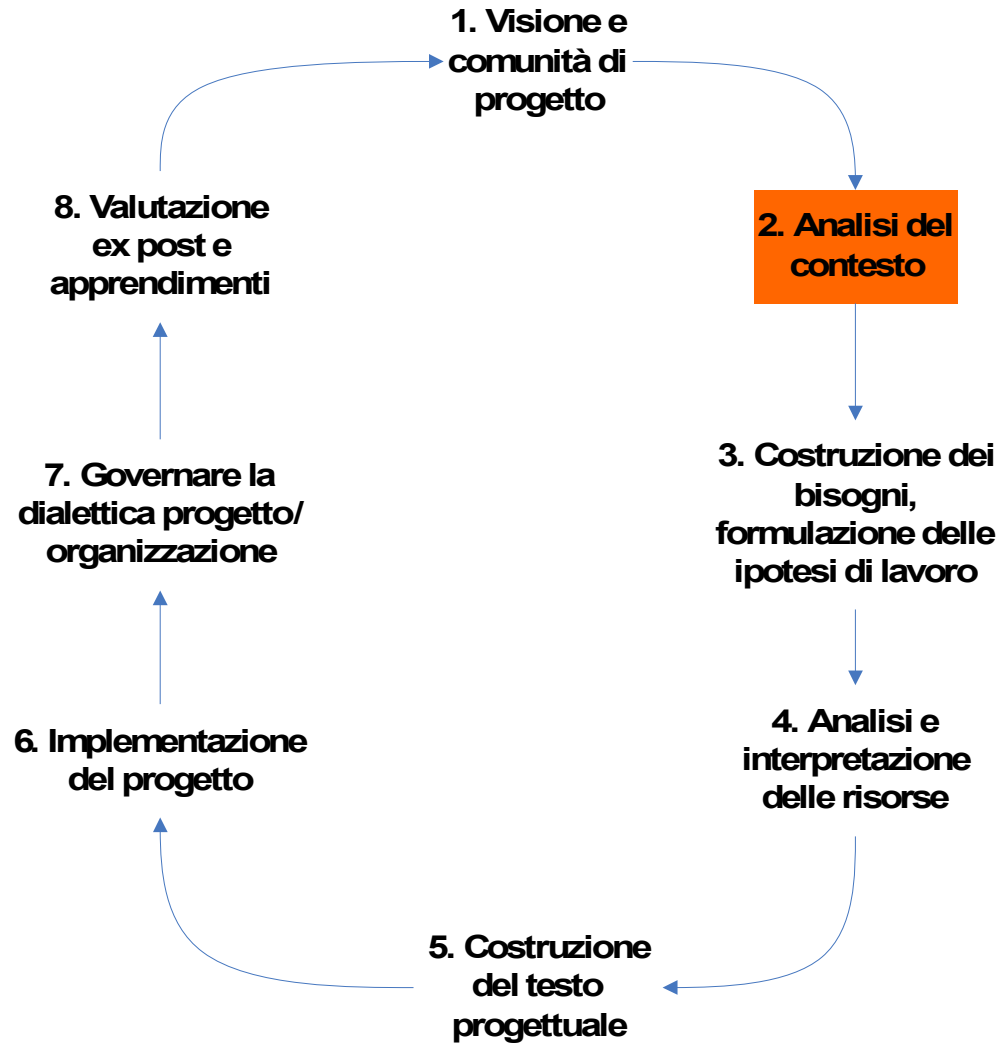 1. Visione e
comunità di
progetto
2. Analisi del
contesto
3. Costruzione dei
bisogni,
formulazione delle
ipotesi di lavoro
4. Analisi e
interpretazione
delle risorse
5. Costruzione
del testo
progettuale
6. Implementazione
del progetto
7. Governare la
dialettica progetto/
organizzazione
8. Valutazione
ex post e
apprendimenti